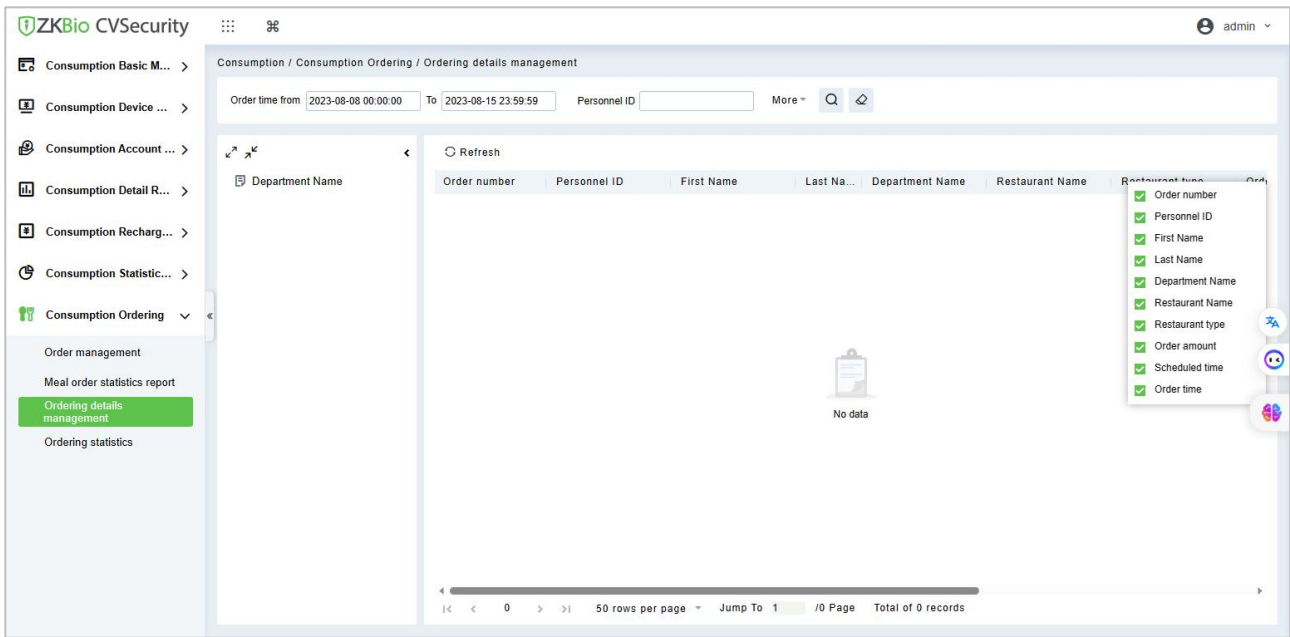 ZKBio CVSecurity
admin
Consumption Basic M...
Consumption Device ...
Consumption Account ...
Consumption Detail R...
Consumption Recharg...
Consumption Statistic...
Consumption Ordering
Order management
Meal order statistics report
Ordering details
management
Ordering statistics
Consumption / Consumption Ordering / Ordering details management
Order time from 2023-08-08 00:00:00 To 2023-08-15 23:59:59 Personnel ID More
Department Name
Refresh
Order number Personnel ID First Name Last Na... Department Name Restaurant Name Restaurant type Orde
Order number
Personnel ID
First Name
Last Name
Department Name
Restaurant Name
Restaurant type
Order amount
Scheduled time
Order time
No data
0 50 rows per page Jump To 1 /0 Page Total of 0 records